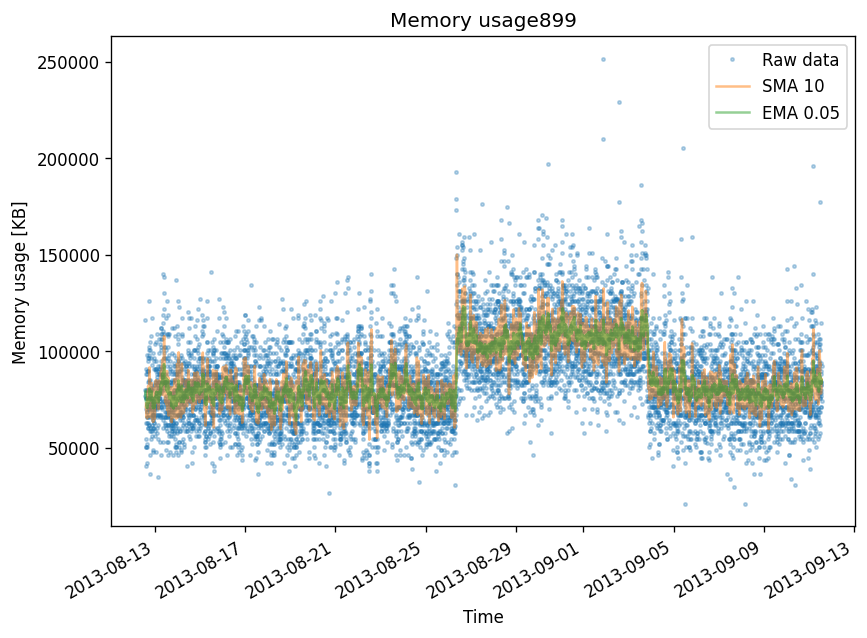 Memory usage899
250000
200000
150000
100000
50000
Memory usage [KB]
Raw data
SMA 10
EMA 0.05
2013-08-13
2013-08-17
2013-08-21
2013-08-25
2013-08-29
2013-09-01
2013-09-05
2013-09-09
2013-09-13
Time